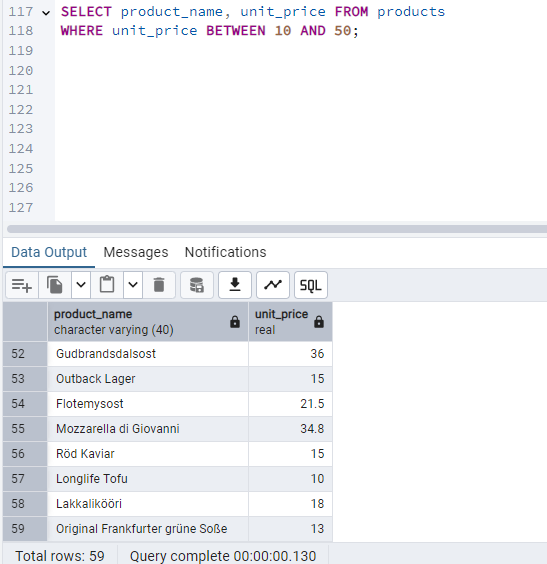 117 SELECT product_name, unit_price FROM products
118 WHERE unit_price BETWEEN 10 AND 50;
119
120
121
122
123
124
125
126
127
Data Output Messages Notifications
SQL
product_name unit_price
character varying (40) real
52 Gudbrandsdalsost 36
53 Outback Lager 15
54 Flotemysost 21.5
55 Mozzarella di Giovanni 34.8
56 Röd Kaviar 15
57 Longlife Tofu 10
58 Lakkalikööri 18
59 Original Frankfurter grüne Soße 13
Total rows: 59 Query complete 00:00:00.130